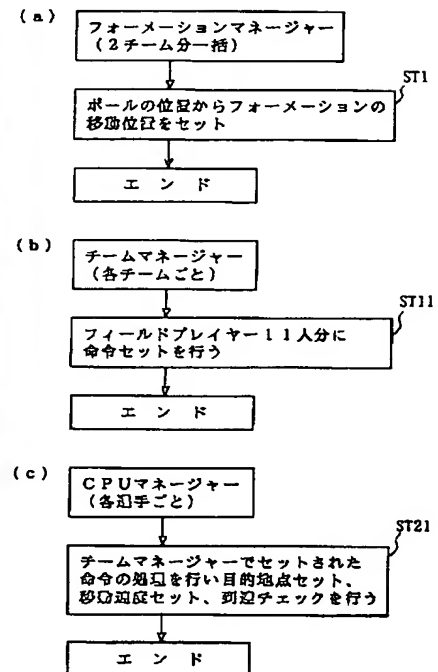 (a)
フォーメーションマネージャー
(2チーム分一括)
ST1
ボールの位置からフォーメーションの
移動位置をセット
エンド
(b)
チームマネージャー
(各チームごと)
ST11
フィールドプレイヤー11人分に
命令セットを行う
エンド
(c)
CPUマネージャー
(各選手ごと)
ST21
チームマネージャーでセットされた
命令の処理を行い目的地点セット、
移動速度セット、到達チェックを行う
エンド